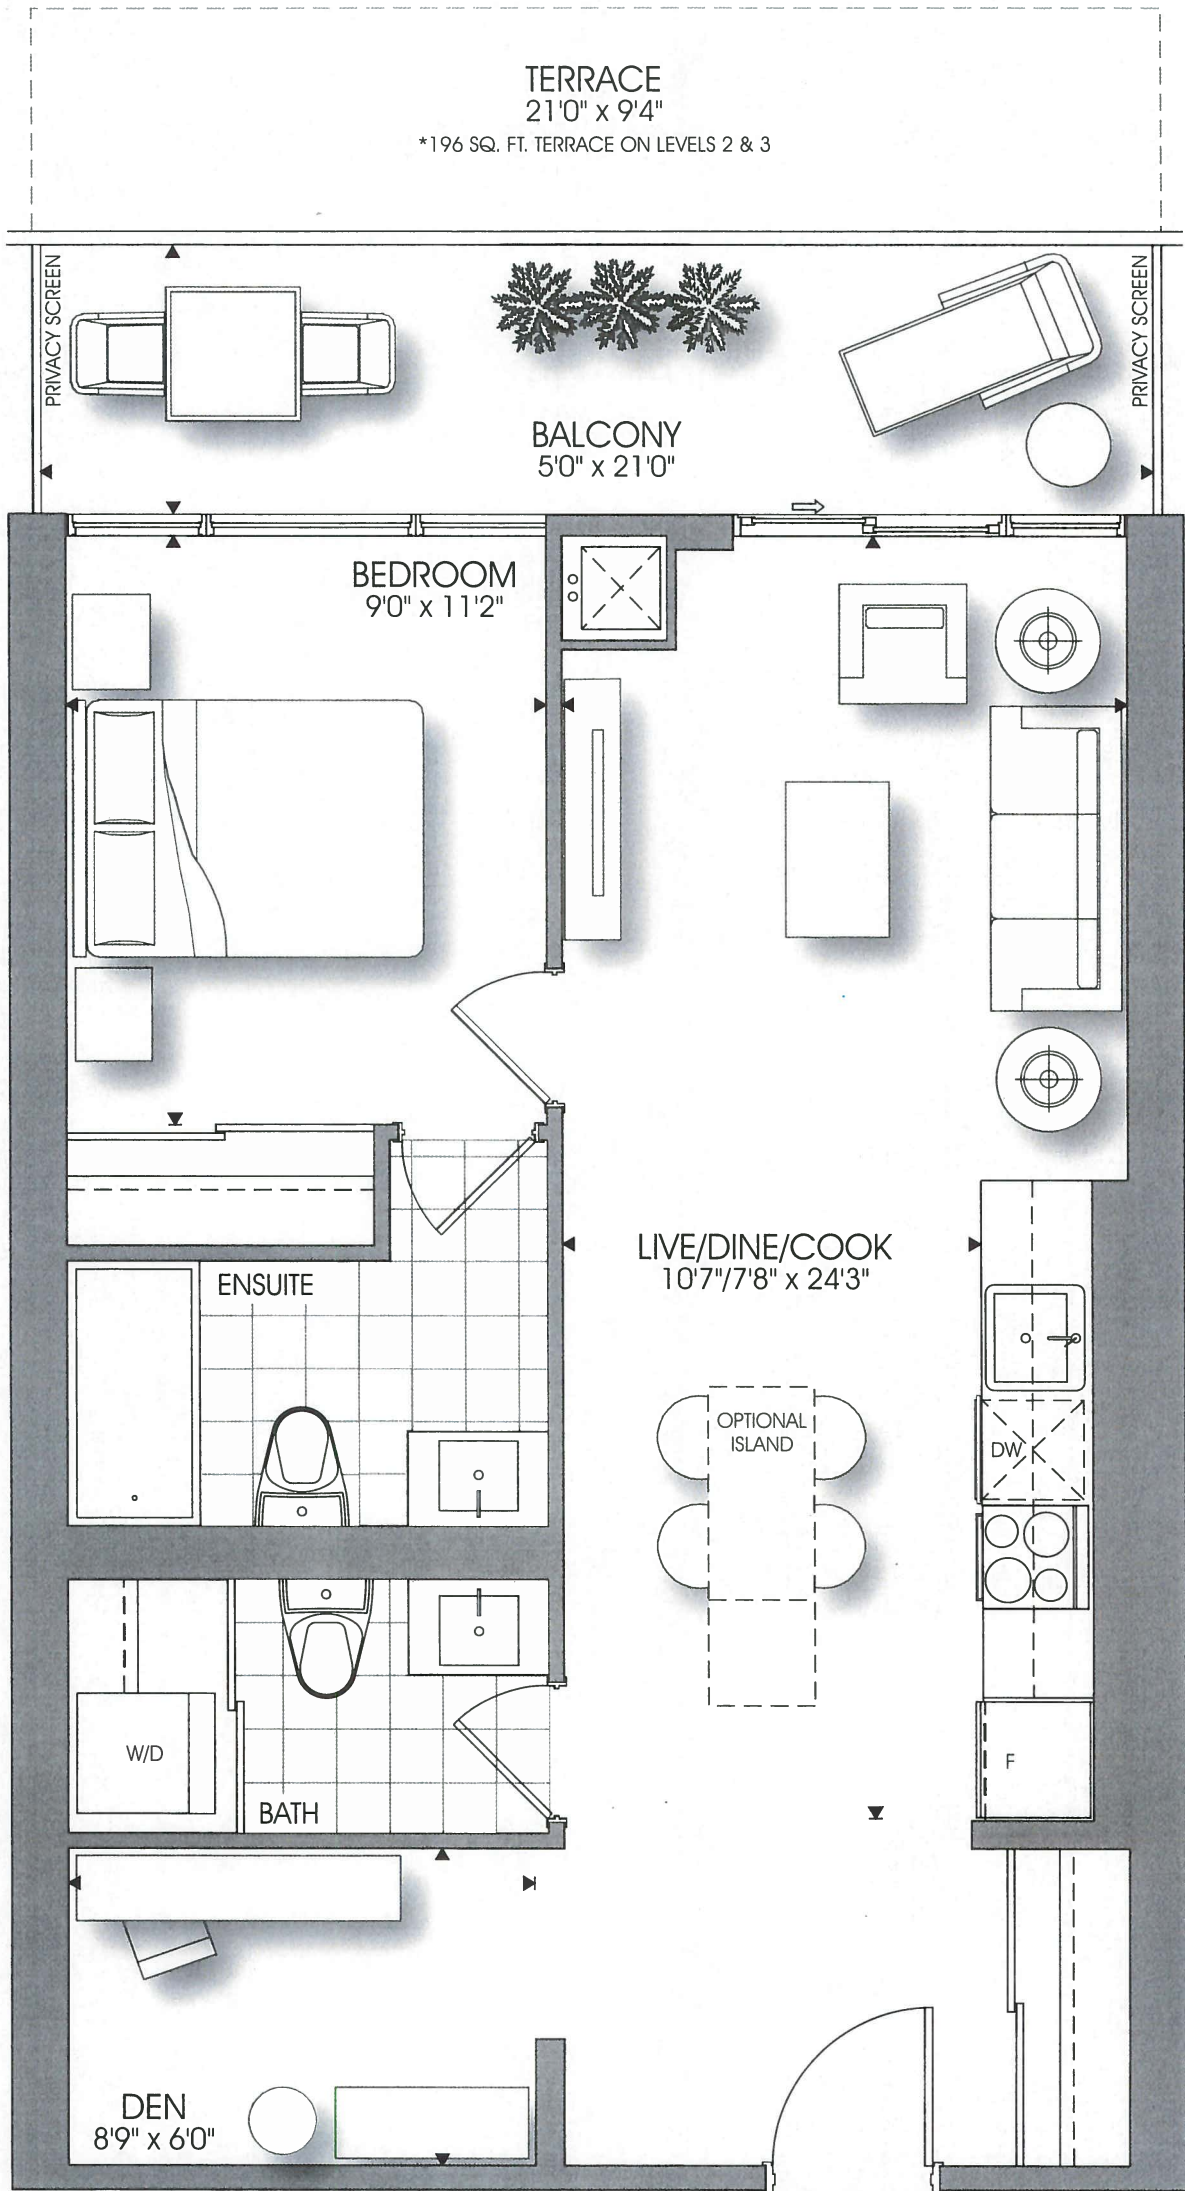 TERRACE
21'0" x 9'4"
*196 SQ. FT. TERRACE ON LEVELS 2 & 3
PRIVACY SCREEN
PRIVACY SCREEN
BALCONY
5'0" x 21'0"
BEDROOM
9'0" x 11'2"
LIVE/DINE/COOK
10'7"/7'8" x 24'3"
ENSUITE
OPTIONAL
ISLAND
DW
W/D
F
BATH
DEN
8'9" x 6'0"